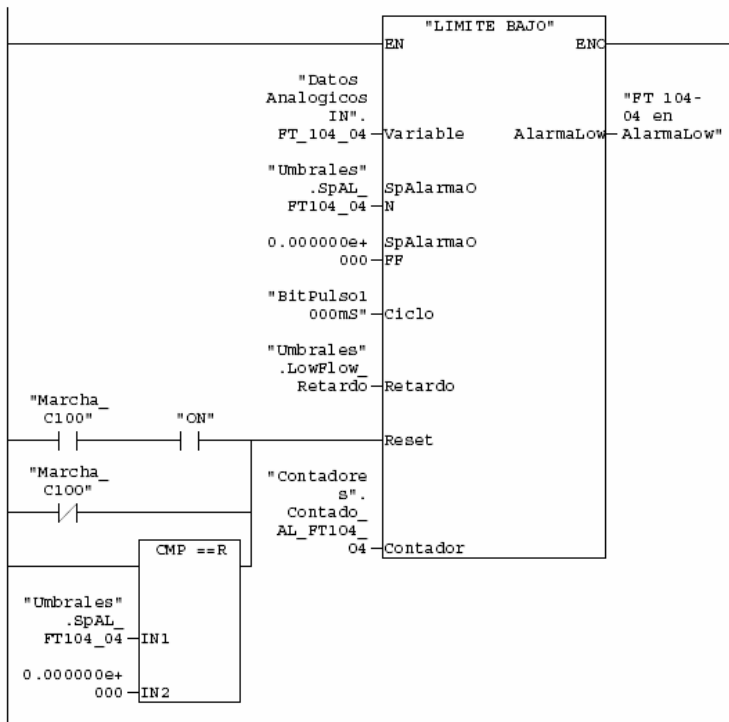 "LIMITE BAJO"
EN ENO
"Datos
Analogicos
IN".
FT_104_04 Variable
"FT 104-
04 en
AlarmaLow AlarmaLow"
"Umbrales"
.SpAL_ SpAlarmaO
FT104_04 N
0.000000e+ SpAlarmaO
000 FF
"BitPulso1
000mS" Ciclo
"Umbrales"
.LowFlow_
Retardo Retardo
"Marcha_
C100" "ON"
Reset
"Marcha_
C100"
"Contadore
s".
Contado_
AL_FT104_
04 Contador
CMP ==R
"Umbrales"
.SpAL_
FT104_04 IN1
0.000000e+
000 IN2